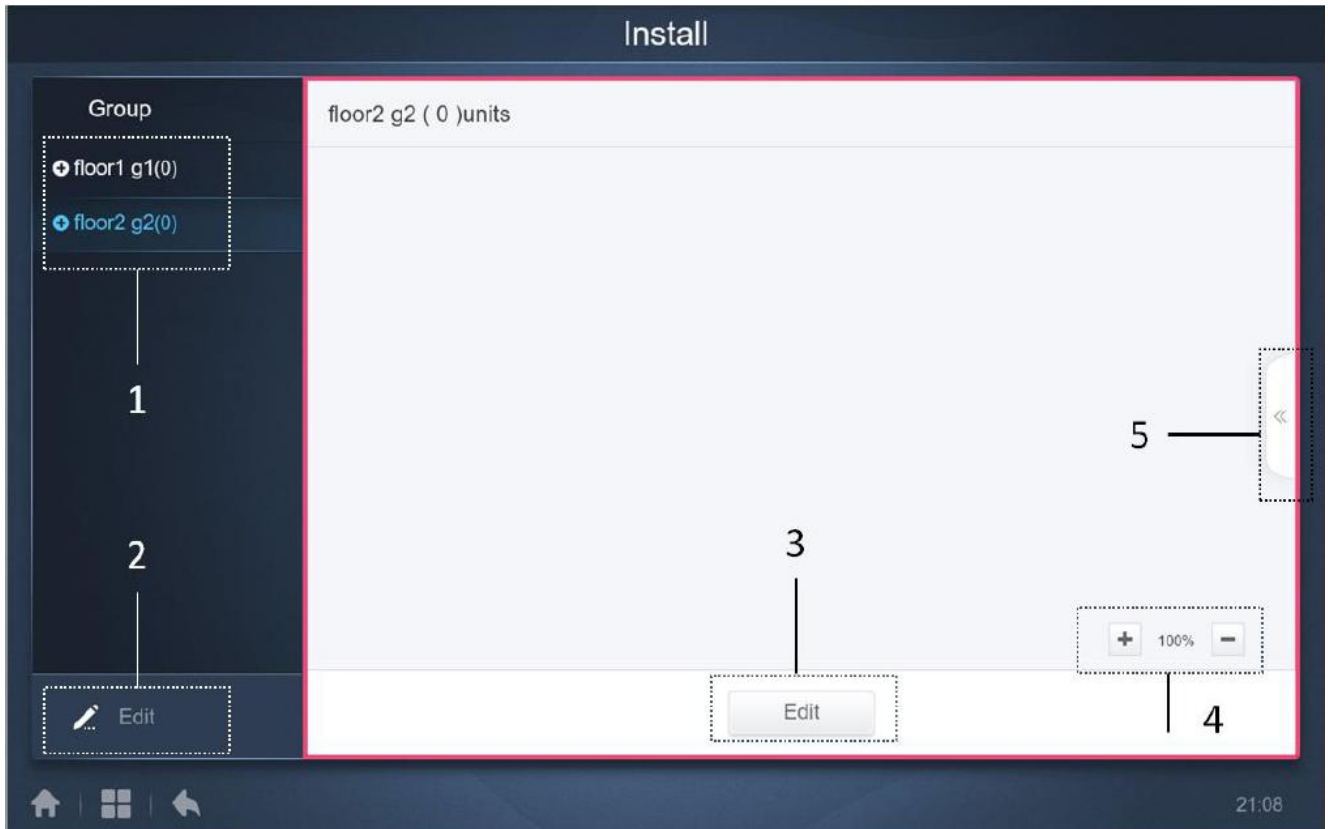 Install
Group
floor1 g1(0)
floor2 g2(0)
1
2
Edit
floor2 g2 ( 0 )units
5
3
+ 100% −
Edit
4
21:08